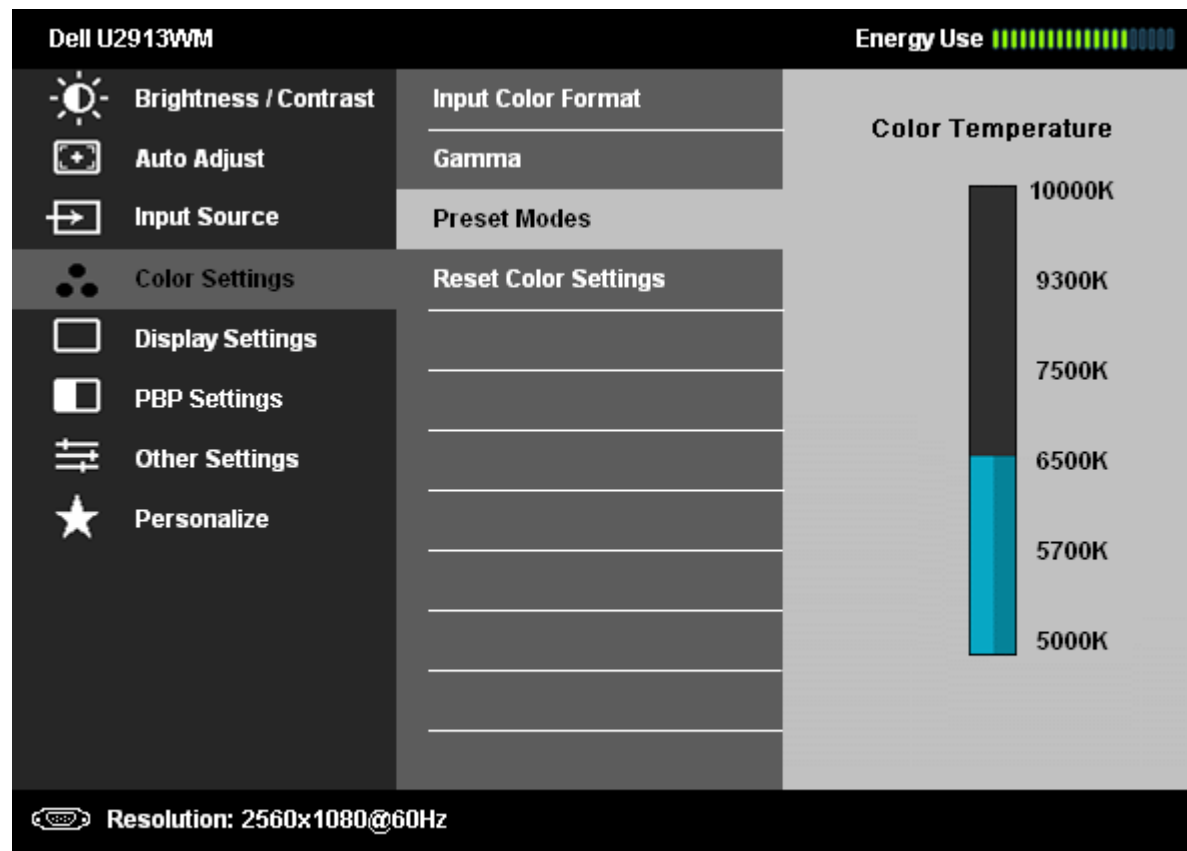 Dell U2913WM
Energy Use
Brightness / Contrast
Auto Adjust
Input Source
Color Settings
Display Settings
PBP Settings
Other Settings
Personalize
Input Color Format
Gamma
Preset Modes
Reset Color Settings
Color Temperature
10000K
9300K
7500K
6500K
5700K
5000K
Resolution: 2560x1080@60Hz